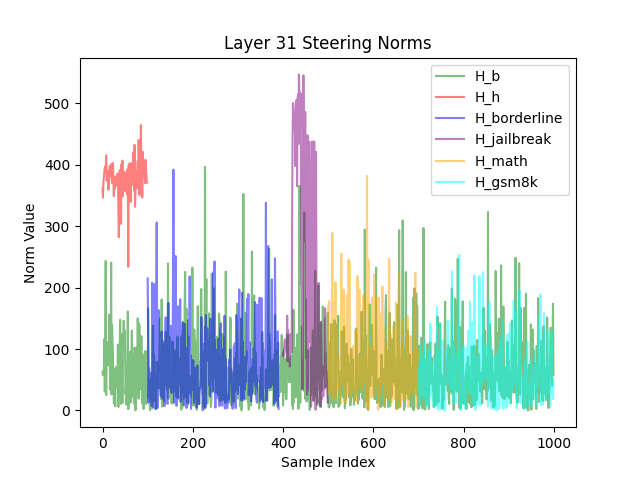 Layer 31 Steering Norms
H_b
H_h
H_borderline
H_jailbreak
H_math
H_gsm8k
Norm Value
500
400
300
200
100
0
0
200
400
600
800
1000
Sample Index